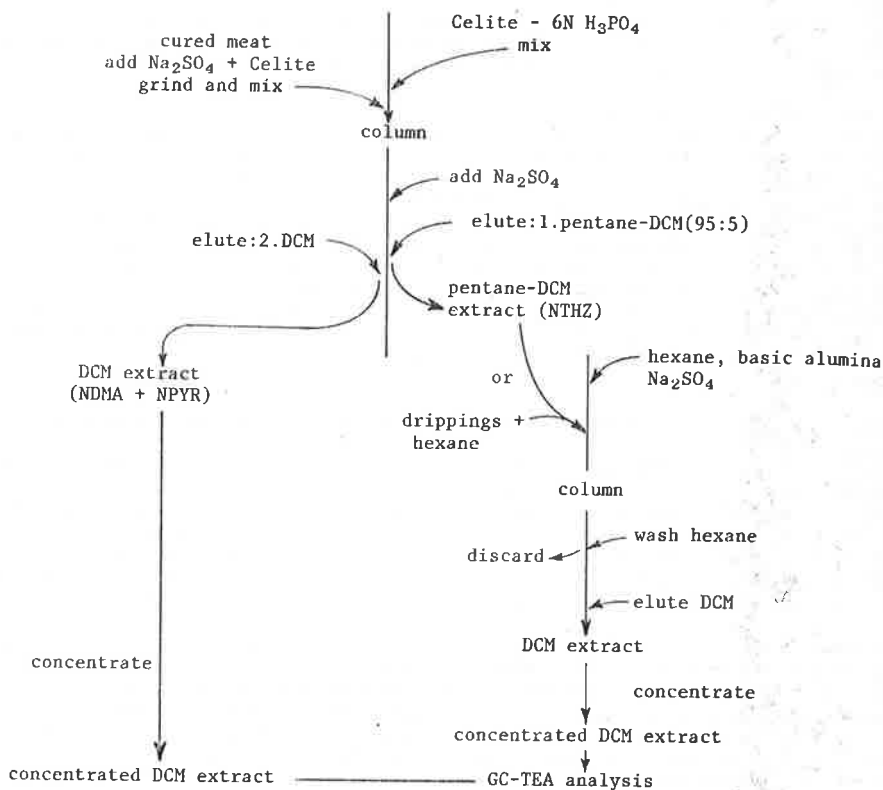 Celite - 6N H3PO4
mix
cured meat
add Na2SO4 + Celite
grind and mix
column
add Na2SO4
elute:1.pentane-DCM(95:5)
elute:2.DCM
pentane-DCM
extract (NTHZ)
hexane, basic alumina
Na2SO4
or
DCM extract
(NDMA + NPYR)
drippings +
hexane
column
wash hexane
discard
elute DCM
DCM extract
concentrate
concentrate
concentrated DCM extract
concentrated DCM extract
GC-TEA analysis